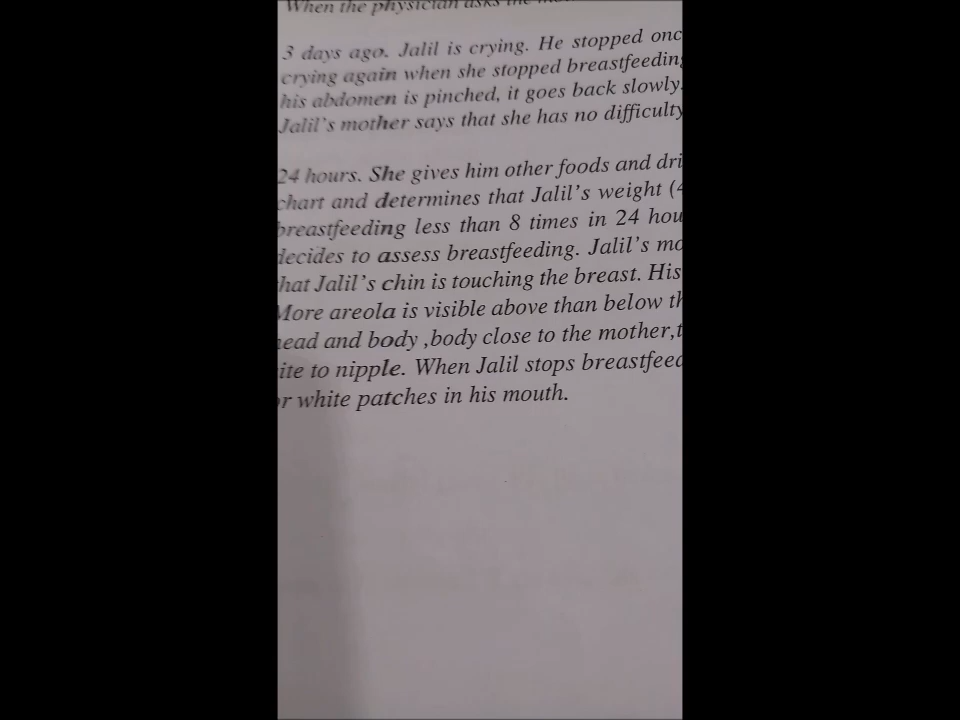 When the physician asks the
3 days ago. Jalil is crying. He stopped onc
crying again when she stopped breastfeeding
his abdomen is pinched, it goes back slowly.
Jalil's mother says that she has no difficulty
24 hours. She gives him other foods and dri
chart and determines that Jalil's weight (4
breastfeeding less than 8 times in 24 hou
decides to assess breastfeeding. Jalil's mo
that Jalil's chin is touching the breast. His
More areola is visible above than below th
head and body ,body close to the mother,t
ite to nipple. When Jalil stops breastfeed
or white patches in his mouth.